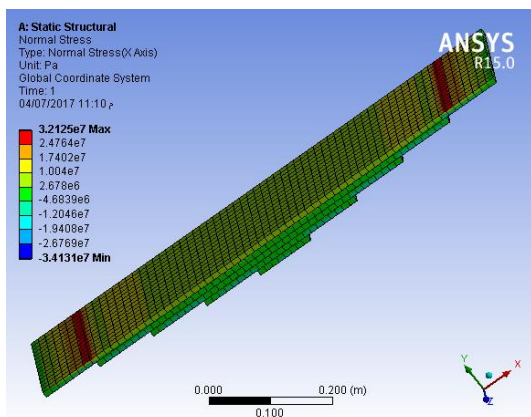 A: Static Structural
Normal Stress
Type: Normal Stress(X Axis)
Unit: Pa
Global Coordinate System
Time: 1
04/07/2017 11:10 م
ANSYS
R15.0
3.2125e7 Max
2.4764e7
1.7402e7
1.004e7
2.678e6
-4.6839e6
-1.2046e7
-1.9408e7
-2.6769e7
-3.4131e7 Min
0.000
0.200 (m)
0.100
Y
X
Z